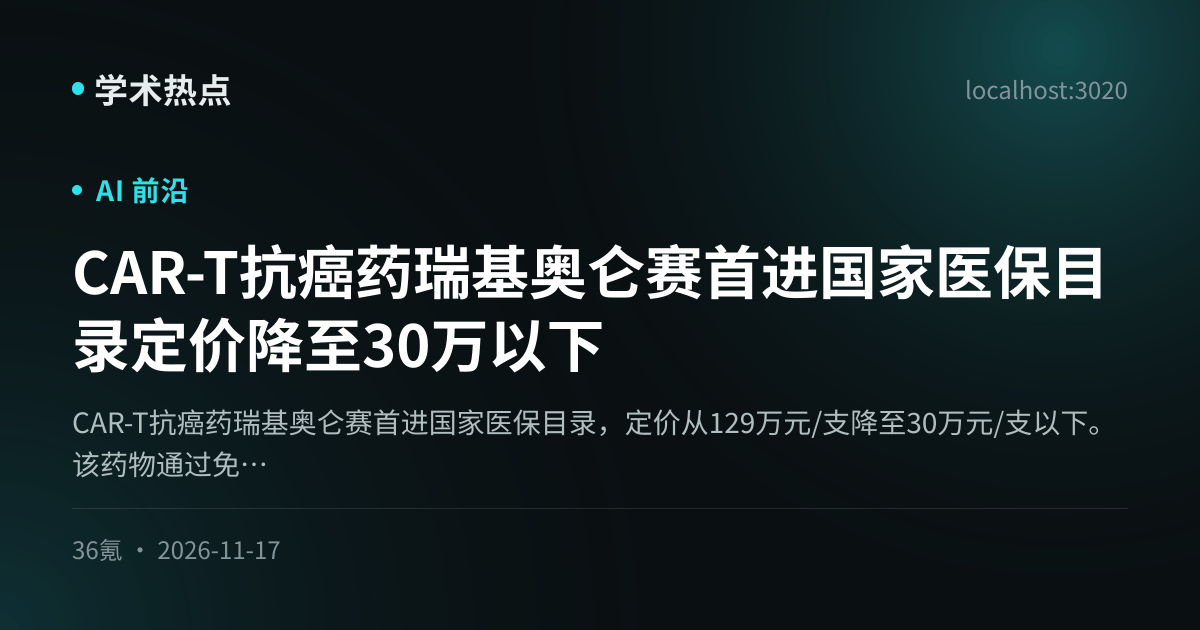 学术热点
localhost:3020
AI 前沿
CAR-T抗癌药瑞基奥仑赛首进国家医保目
录定价降至30万以下
CAR-T抗癌药瑞基奥仑赛首进国家医保目录，定价从129万元/支降至30万元/支以下。
该药物通过免…
36氪 · 2026-11-17